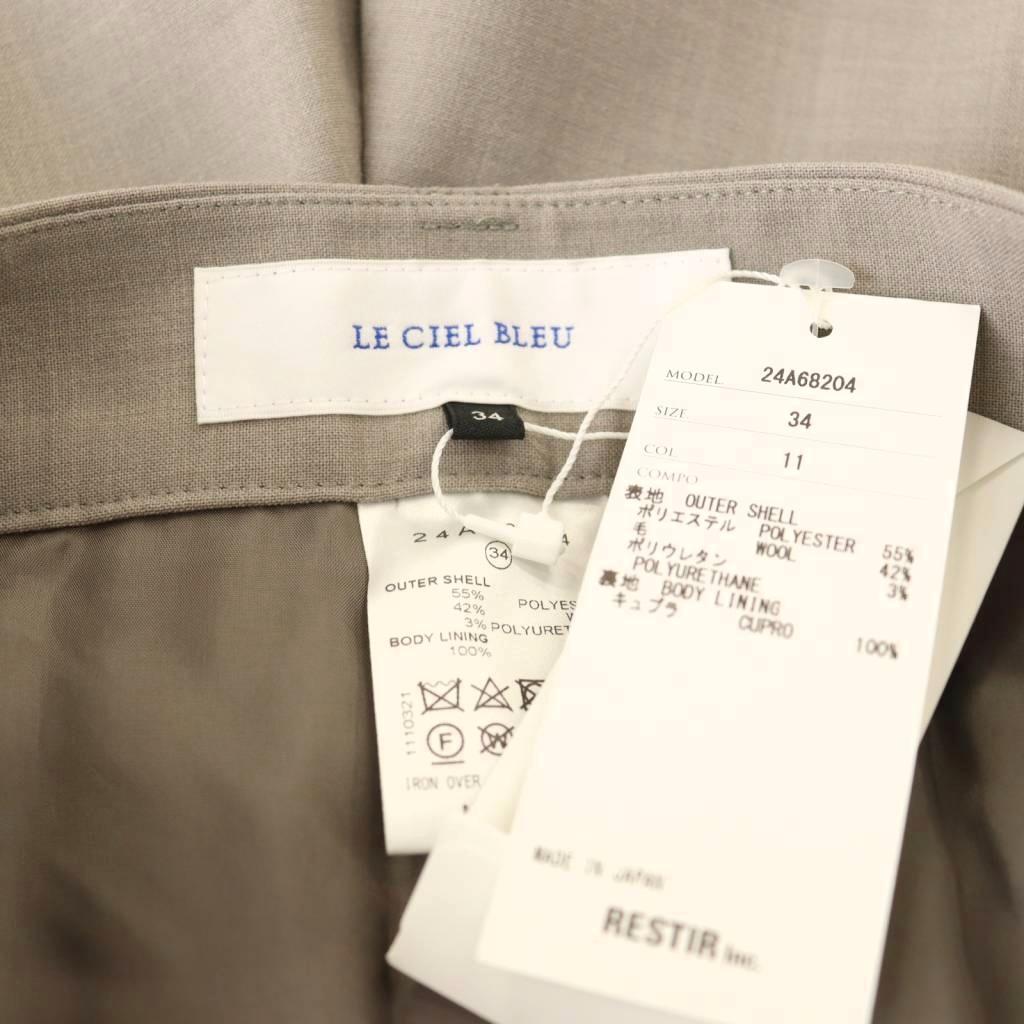 LE CIEL BLEU
34
MODEL 24A68204
SIZE 34
COL 11
COMPO
表地 OUTER SHELL
ポリエステル POLYESTER 55%
毛 WOOL 42%
ポリウレタン
POLYURETHANE 3%
裏地 BODY LINING
キュプラ CUPRO 100%
MADE IN JAPAN
RESTIR Inc.
34
OUTER SHELL
55%
42%
3%
BODY LINING
100%
1110321
F
W
IRON OVER